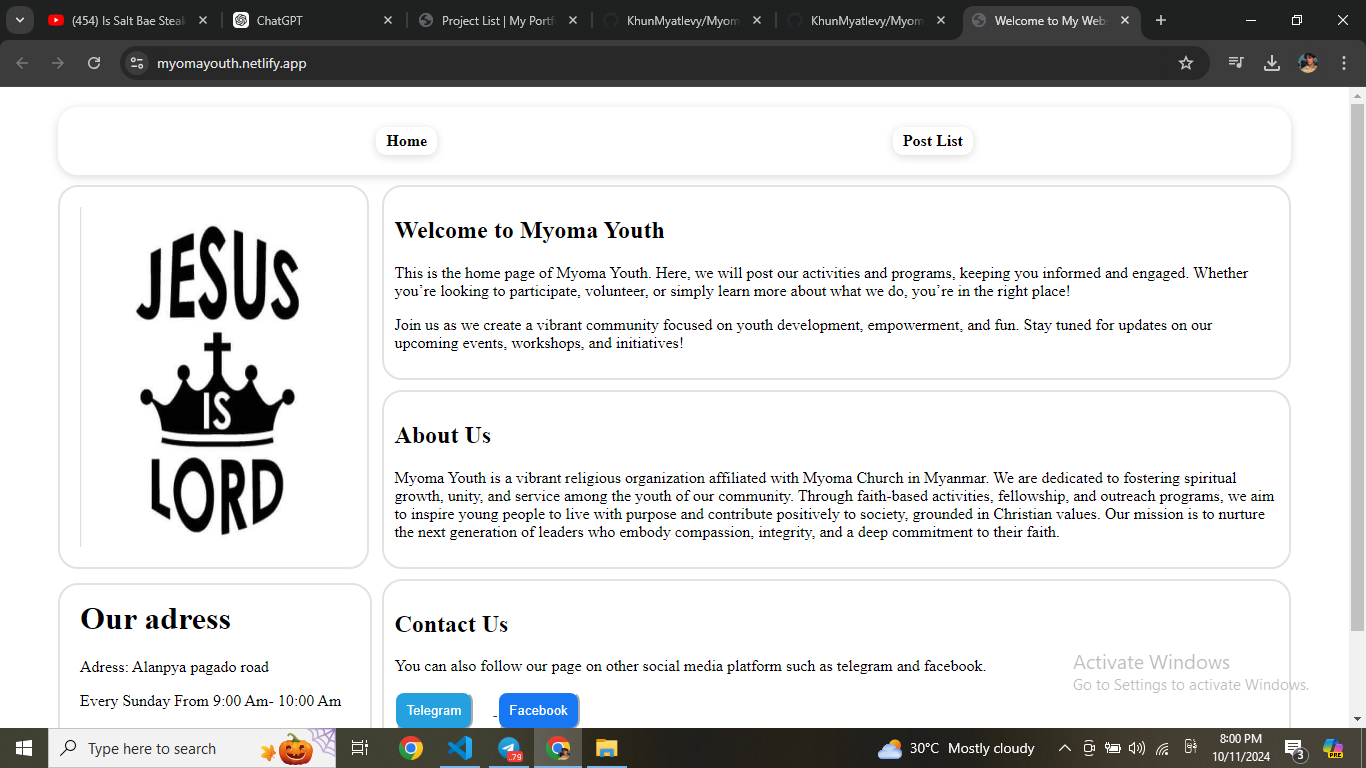 (454) Is Salt Bae Steak
ChatGPT
Project List | My Portf
KhunMyatlevy/Myom
KhunMyatlevy/Myom
Welcome to My Webs
myomayouth.netlify.app
Home
Post List
JESUS
IS
LORD
Welcome to Myoma Youth
This is the home page of Myoma Youth. Here, we will post our activities and programs, keeping you informed and engaged. Whether
you’re looking to participate, volunteer, or simply learn more about what we do, you’re in the right place!
Join us as we create a vibrant community focused on youth development, empowerment, and fun. Stay tuned for updates on our
upcoming events, workshops, and initiatives!
About Us
Myoma Youth is a vibrant religious organization affiliated with Myoma Church in Myanmar. We are dedicated to fostering spiritual
growth, unity, and service among the youth of our community. Through faith-based activities, fellowship, and outreach programs, we aim
to inspire young people to live with purpose and contribute positively to society, grounded in Christian values. Our mission is to nurture
the next generation of leaders who embody compassion, integrity, and a deep commitment to their faith.
Our adress
Adress: Alanpya pagado road
Every Sunday From 9:00 Am- 10:00 Am
Contact Us
You can also follow our page on other social media platform such as telegram and facebook.
Telegram
Facebook
Activate Windows
Go to Settings to activate Windows.
Type here to search
.79
30°C Mostly cloudy
8:00 PM
10/11/2024
3
PRE